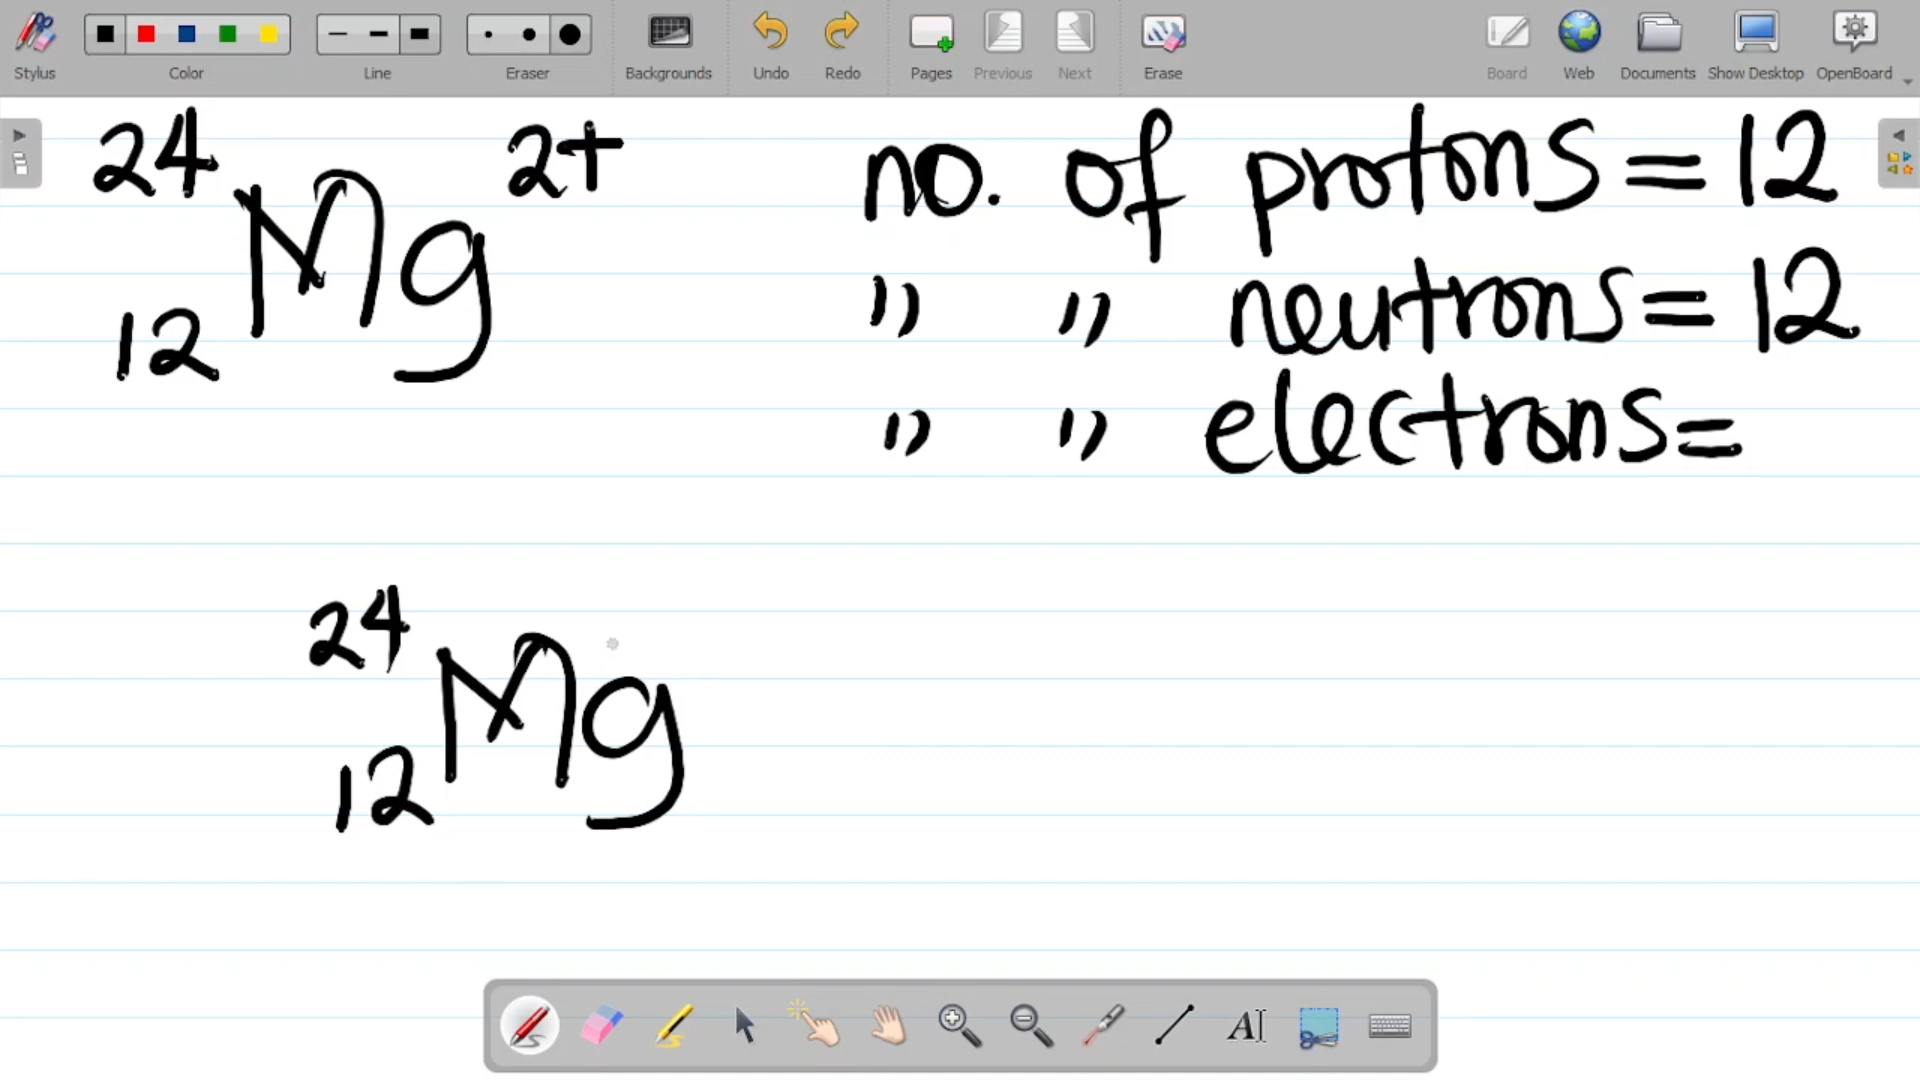 Stylus Color Line Eraser Backgrounds Undo Redo Pages Previous Next Erase Board Web Documents Show Desktop OpenBoard
24 Mg 2+
12
no. of protons = 12
" " neutrons = 12
" " electrons =
24 Mg
12